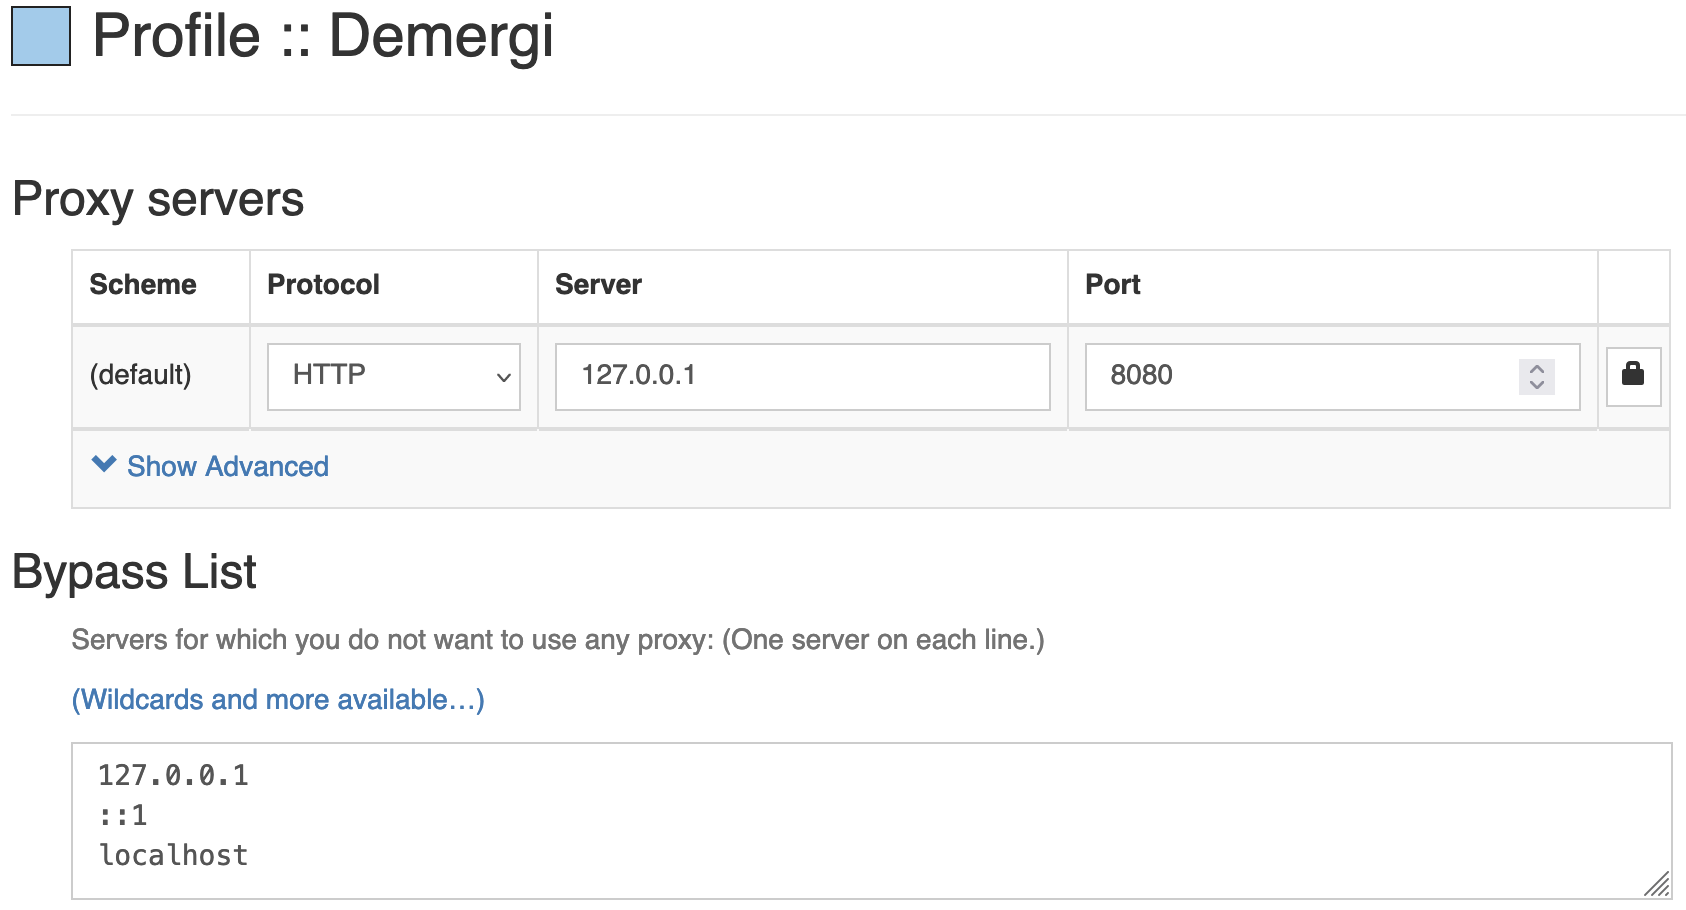 Profile :: Demergi
Proxy servers
Scheme Protocol Server Port
(default) HTTP 127.0.0.1 8080
Show Advanced
Bypass List
Servers for which you do not want to use any proxy: (One server on each line.)
(Wildcards and more available…)
127.0.0.1
::1
localhost